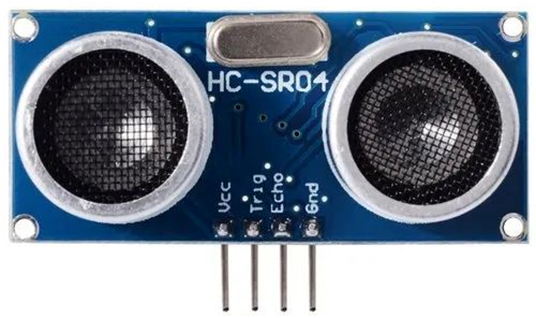 HC-SR04
Vcc
Trig
Echo
Gnd